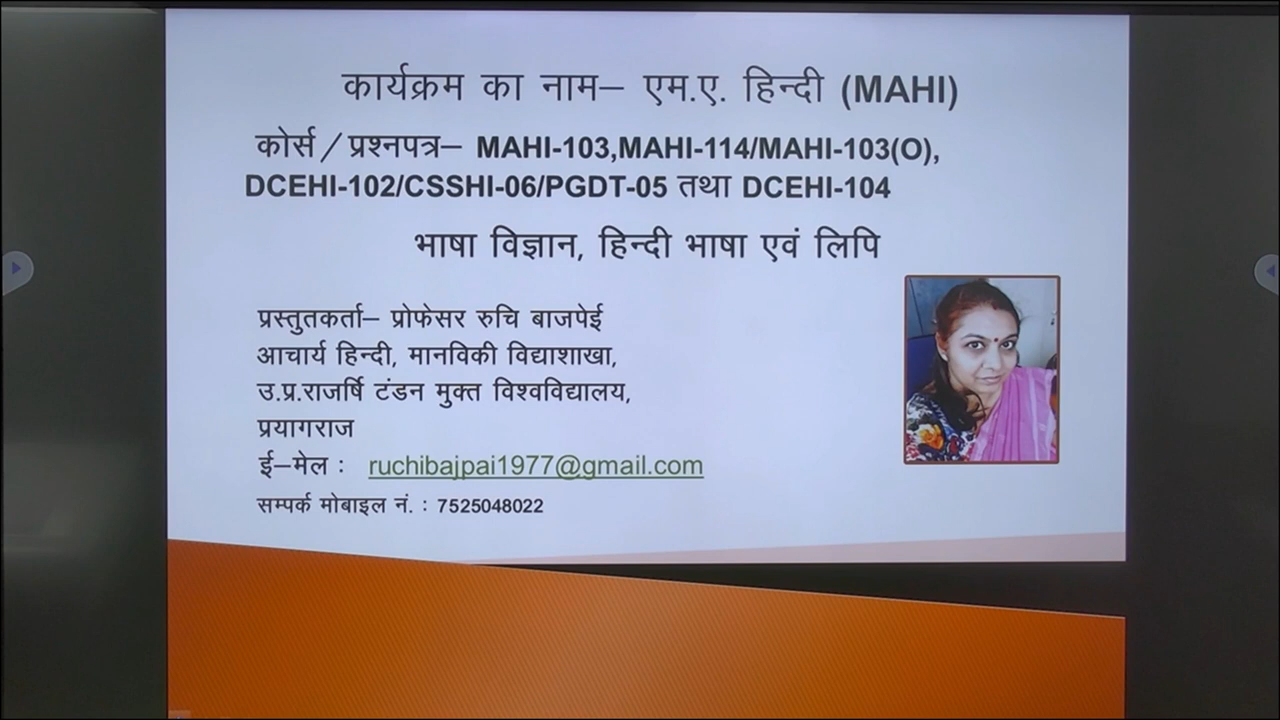 कार्यक्रम का नाम– एम.ए. हिन्दी (MAHI)
कोर्स / प्रश्नपत्र– MAHI-103,MAHI-114/MAHI-103(O),
DCEHI-102/CSSHI-06/PGDT-05 तथा DCEHI-104
भाषा विज्ञान, हिन्दी भाषा एवं लिपि
प्रस्तुतकर्ता– प्रोफेसर रुचि बाजपेई
आचार्य हिन्दी, मानविकी विद्याशाखा,
उ.प्र.राजर्षि टंडन मुक्त विश्वविद्यालय,
प्रयागराज
ई–मेल : ruchibajpai1977@gmail.com
सम्पर्क मोबाइल नं. : 7525048022